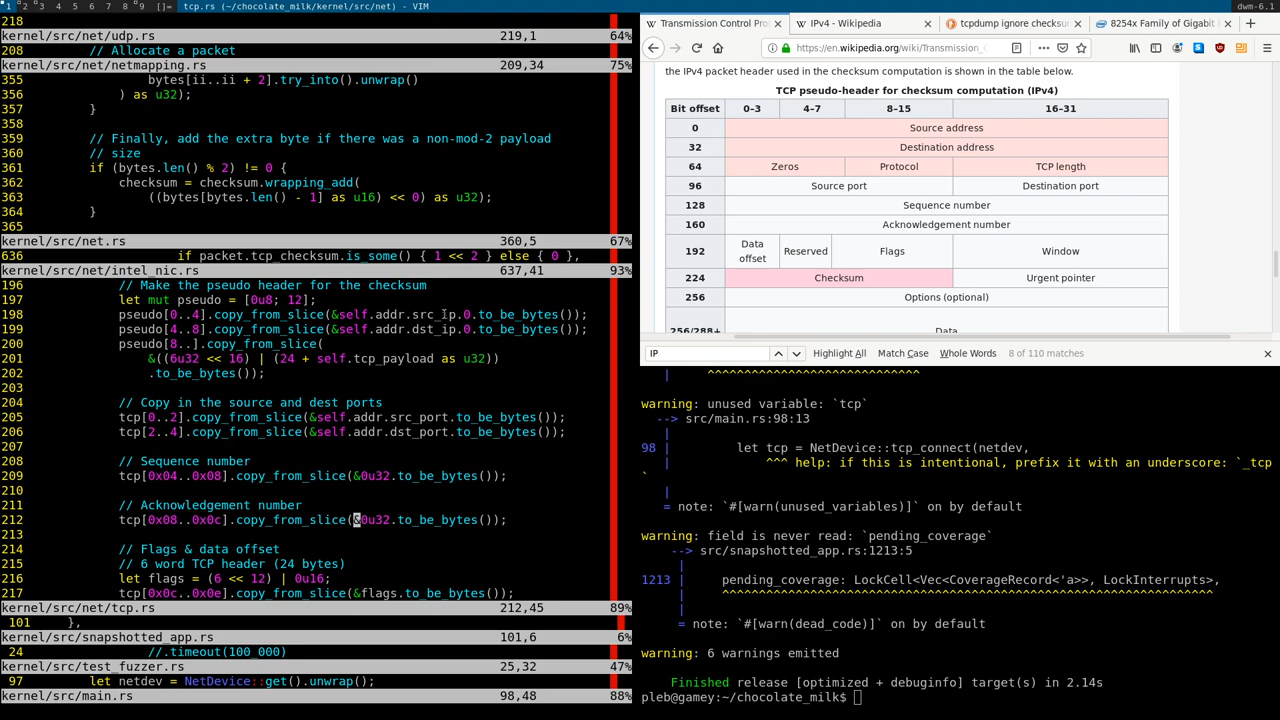 1 2 3 4 5 6 7 8 9 []= tcp.rs (~/chocolate_milk/kernel/src/net) - VIM
dwm-6.1
218
kernel/src/net/udp.rs 219,1 64%
208 // Allocate a packet
kernel/src/net/netmapping.rs 209,34 75%
355 bytes[ii..ii + 2].try_into().unwrap()
356 ) as u32);
357 }
358
359 // Finally, add the extra byte if there was a non-mod-2 payload
360 // size
361 if (bytes.len() % 2) != 0 {
362 checksum = checksum.wrapping_add(
363 ((bytes[bytes.len() - 1] as u16) << 0) as u32);
364 }
365
kernel/src/net.rs 360,5 67%
636 if packet.tcp_checksum.is_some() { 1 << 2 } else { 0 },
kernel/src/net/intel_nic.rs 637,41 93%
196 // Make the pseudo header for the checksum
197 let mut pseudo = [0u8; 12];
198 pseudo[0..4].copy_from_slice(&self.addr.src_ip.0.to_be_bytes());
199 pseudo[4..8].copy_from_slice(&self.addr.dst_ip.0.to_be_bytes());
200 pseudo[8..].copy_from_slice(
201 &((6u32 << 16) | (24 + self.tcp_payload as u32))
202 .to_be_bytes());
203
204 // Copy in the source and dest ports
205 tcp[0..2].copy_from_slice(&self.addr.src_port.to_be_bytes());
206 tcp[2..4].copy_from_slice(&self.addr.dst_port.to_be_bytes());
207
208 // Sequence number
209 tcp[0x04..0x08].copy_from_slice(&0u32.to_be_bytes());
210
211 // Acknowledgement number
212 tcp[0x08..0x0c].copy_from_slice(&0u32.to_be_bytes());
213
214 // Flags & data offset
215 // 6 word TCP header (24 bytes)
216 let flags = (6 << 12) | 0u16;
217 tcp[0x0c..0x0e].copy_from_slice(&flags.to_be_bytes());
kernel/src/net/tcp.rs 212,45 89%
101 },
kernel/src/snapshotted_app.rs 101,6 6%
24 //.timeout(100_000)
kernel/src/test_fuzzer.rs 25,32 47%
97 let netdev = NetDevice::get().unwrap();
kernel/src/main.rs 98,48 88%
Transmission Control Pro
IPv4 - Wikipedia
tcpdump ignore checksu
8254x Family of Gigabit E
https://en.wikipedia.org/wiki/Transmission_
the IPv4 packet header used in the checksum computation is shown in the table below.
TCP pseudo-header for checksum computation (IPv4)
Bit offset 0–3 4–7 8–15 16–31
0 Source address
32 Destination address
64 Zeros Protocol TCP length
96 Source port Destination port
128 Sequence number
160 Acknowledgement number
192 Data offset Reserved Flags Window
224 Checksum Urgent pointer
256 Options (optional)
256/288+ Data
IP Highlight All Match Case Whole Words 8 of 110 matches
| ^^^^^^^^^^^^^^^^^^^^^^^^^^^^
warning: unused variable: `tcp`
--> src/main.rs:98:13
|
98 | let tcp = NetDevice::tcp_connect(netdev,
| ^^^ help: if this is intentional, prefix it with an underscore: `_tcp
`
|
= note: `#[warn(unused_variables)]` on by default
warning: field is never read: `pending_coverage`
--> src/snapshotted_app.rs:1213:5
|
1213 | pending_coverage: LockCell<Vec<CoverageRecord<'a>>, LockInterrupts>,
| ^^^^^^^^^^^^^^^^^^^^^^^^^^^^^^^^^^^^^^^^^^^^^^^^^^^^^^^^^^^^^^^^^^^
|
= note: `#[warn(dead_code)]` on by default
warning: 6 warnings emitted
Finished release [optimized + debuginfo] target(s) in 2.14s
pleb@gamey:~/chocolate_milk$